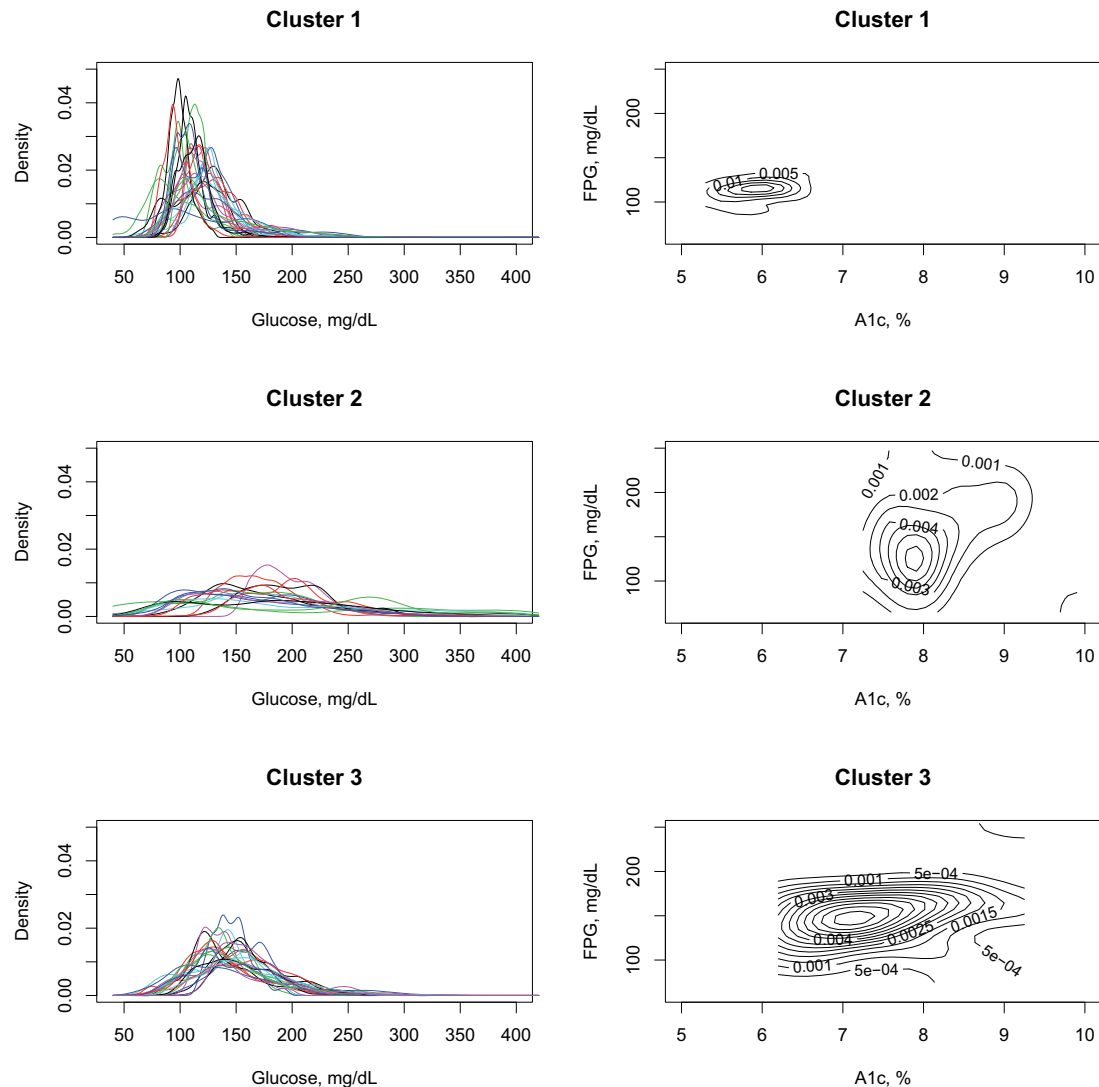 Cluster 1
Cluster 1
Density
0.00 0.02 0.04
50 100 150 200 250 300 350 400
Glucose, mg/dL
FPG, mg/dL
100 200
0.01 0.005
5 6 7 8 9 10
A1c, %
Cluster 2
Cluster 2
Density
0.00 0.02 0.04
50 100 150 200 250 300 350 400
Glucose, mg/dL
FPG, mg/dL
100 200
0.001 0.001
0.002
0.004
0.003
5 6 7 8 9 10
A1c, %
Cluster 3
Cluster 3
Density
0.00 0.02 0.04
50 100 150 200 250 300 350 400
Glucose, mg/dL
FPG, mg/dL
100 200
0.001 5e−04
0.003
0.0015
0.004 0.0025
0.001 5e−04 5e−04
5 6 7 8 9 10
A1c, %